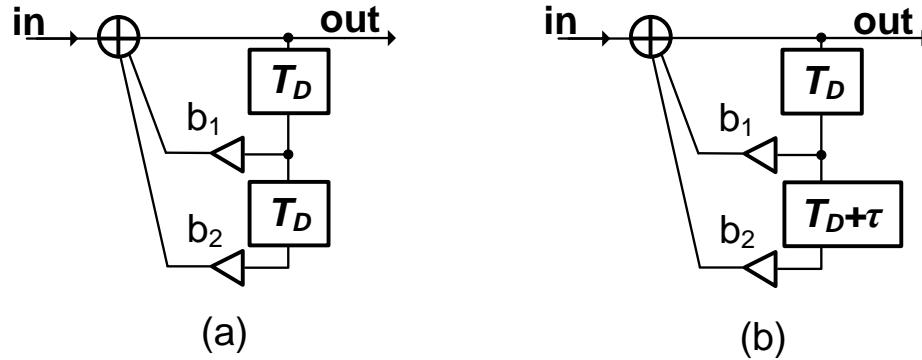 in out in out
T_D T_D
b₁ b₁
T_D T_D+τ
b₂ b₂
(a) (b)